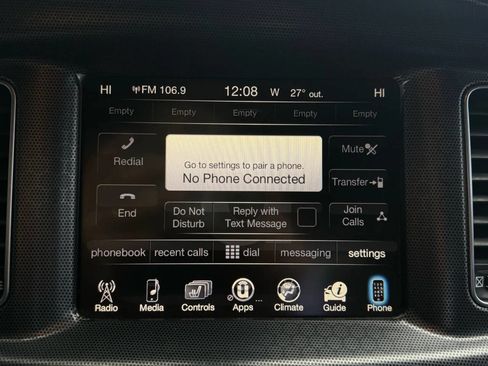 HI FM 106.9 12:08 W 27° out. HI
Empty Empty Empty Empty Empty
Redial
Go to settings to pair a phone.
No Phone Connected
Mute
Transfer
End
Do Not
Disturb
Reply with
Text Message
Join
Calls
phonebook recent calls dial messaging settings
Radio Media Controls Apps Climate Guide Phone